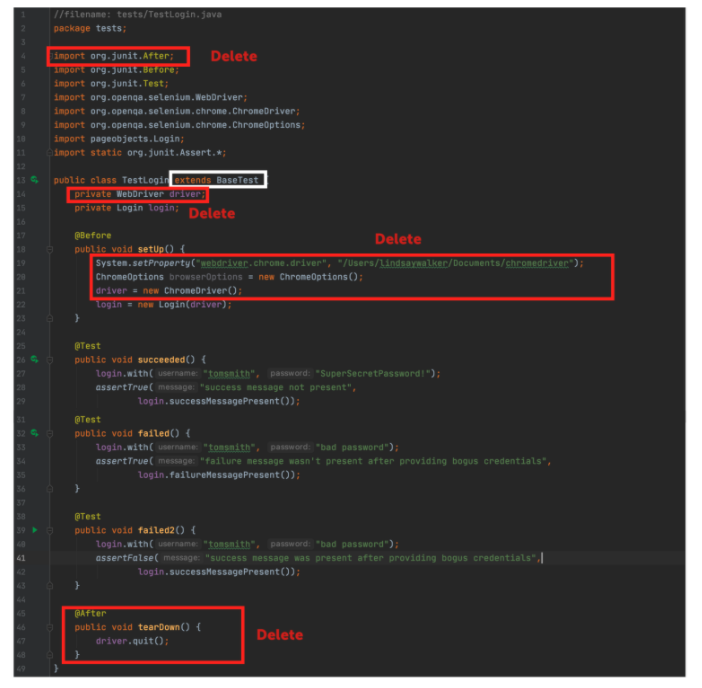 1 //filename: tests/TestLogin.java
2 package tests;
3
4 import org.junit.After; Delete
5 import org.junit.Before;
6 import org.junit.Test;
7 import org.openqa.selenium.WebDriver;
8 import org.openqa.selenium.chrome.ChromeDriver;
9 import org.openqa.selenium.chrome.ChromeOptions;
10 import pageobjects.Login;
11 import static org.junit.Assert.*;
12
13 public class TestLogin extends BaseTest
14 private WebDriver driver;
15 private Login login; Delete
16
17 @Before Delete
18 public void setUp() {
19 System.setProperty("webdriver.chrome.driver", "/Users/lindsaywalker/Documents/chromedriver");
20 ChromeOptions browserOptions = new ChromeOptions();
21 driver = new ChromeDriver();
22 login = new Login(driver);
23 }
24
25 @Test
26 public void succeeded() {
27 login.with( username: "tomsmith", password: "SuperSecretPassword!");
28 assertTrue( message: "success message not present",
29 login.successMessagePresent());
31 @Test
32 public void failed() {
33 login.with( username: "tomsmith", password: "bad password");
34 assertTrue( message: "failure message wasn't present after providing bogus credentials",
35 login.failureMessagePresent());
36 }
37
38 @Test
39 public void failed2() {
40 login.with( username: "tomsmith", password: "bad password");
41 assertFalse( message: "success message was present after providing bogus credentials",
42 login.successMessagePresent());
43 }
44
45 @After
46 public void tearDown() { Delete
47 driver.quit();
48 }
49 }